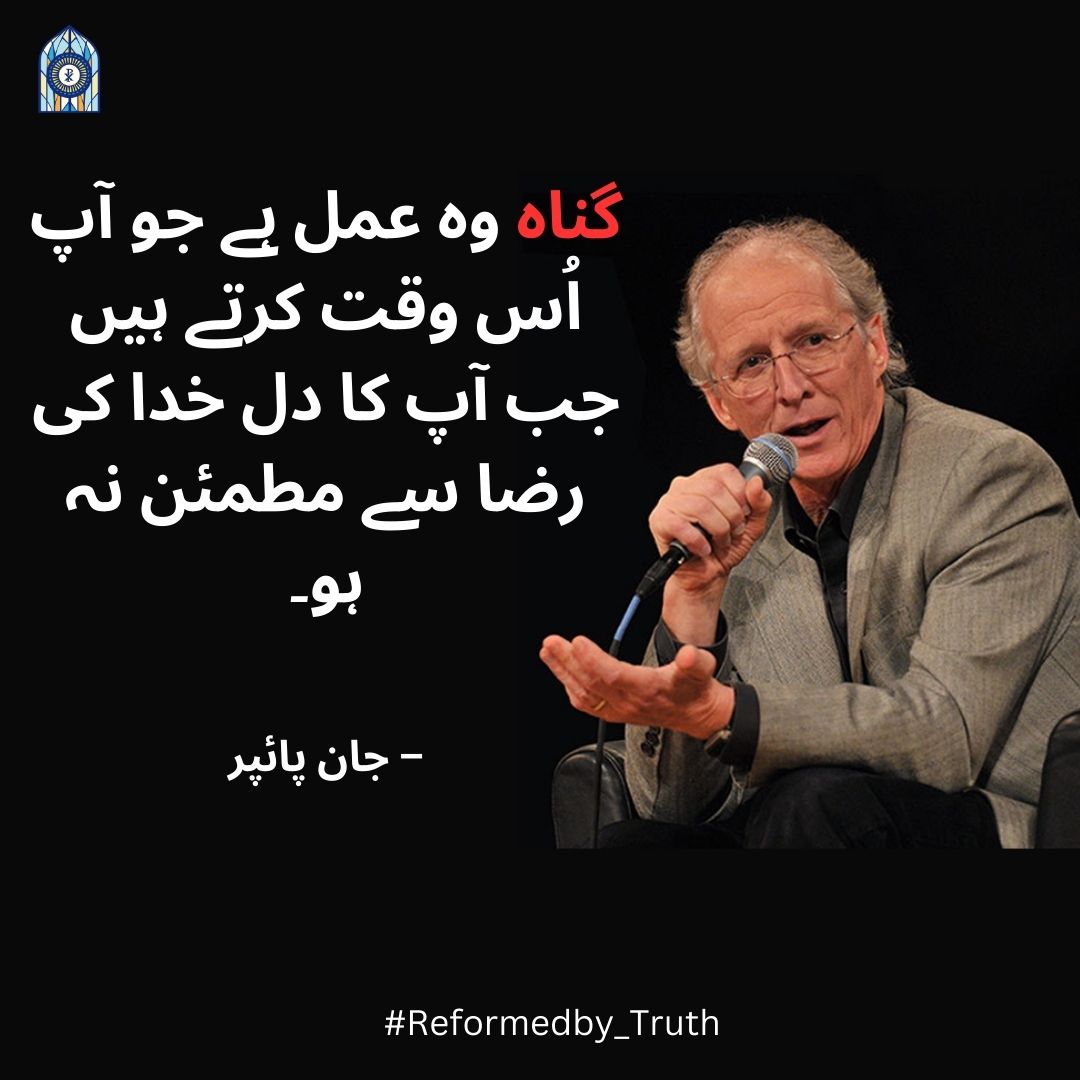 گناہ وہ عمل ہے جو آپ
اُس وقت کرتے ہیں
جب آپ کا دل خدا کی
رضا سے مطمئن نہ
ہو۔
– جان پائپر
#Reformedby_Truth